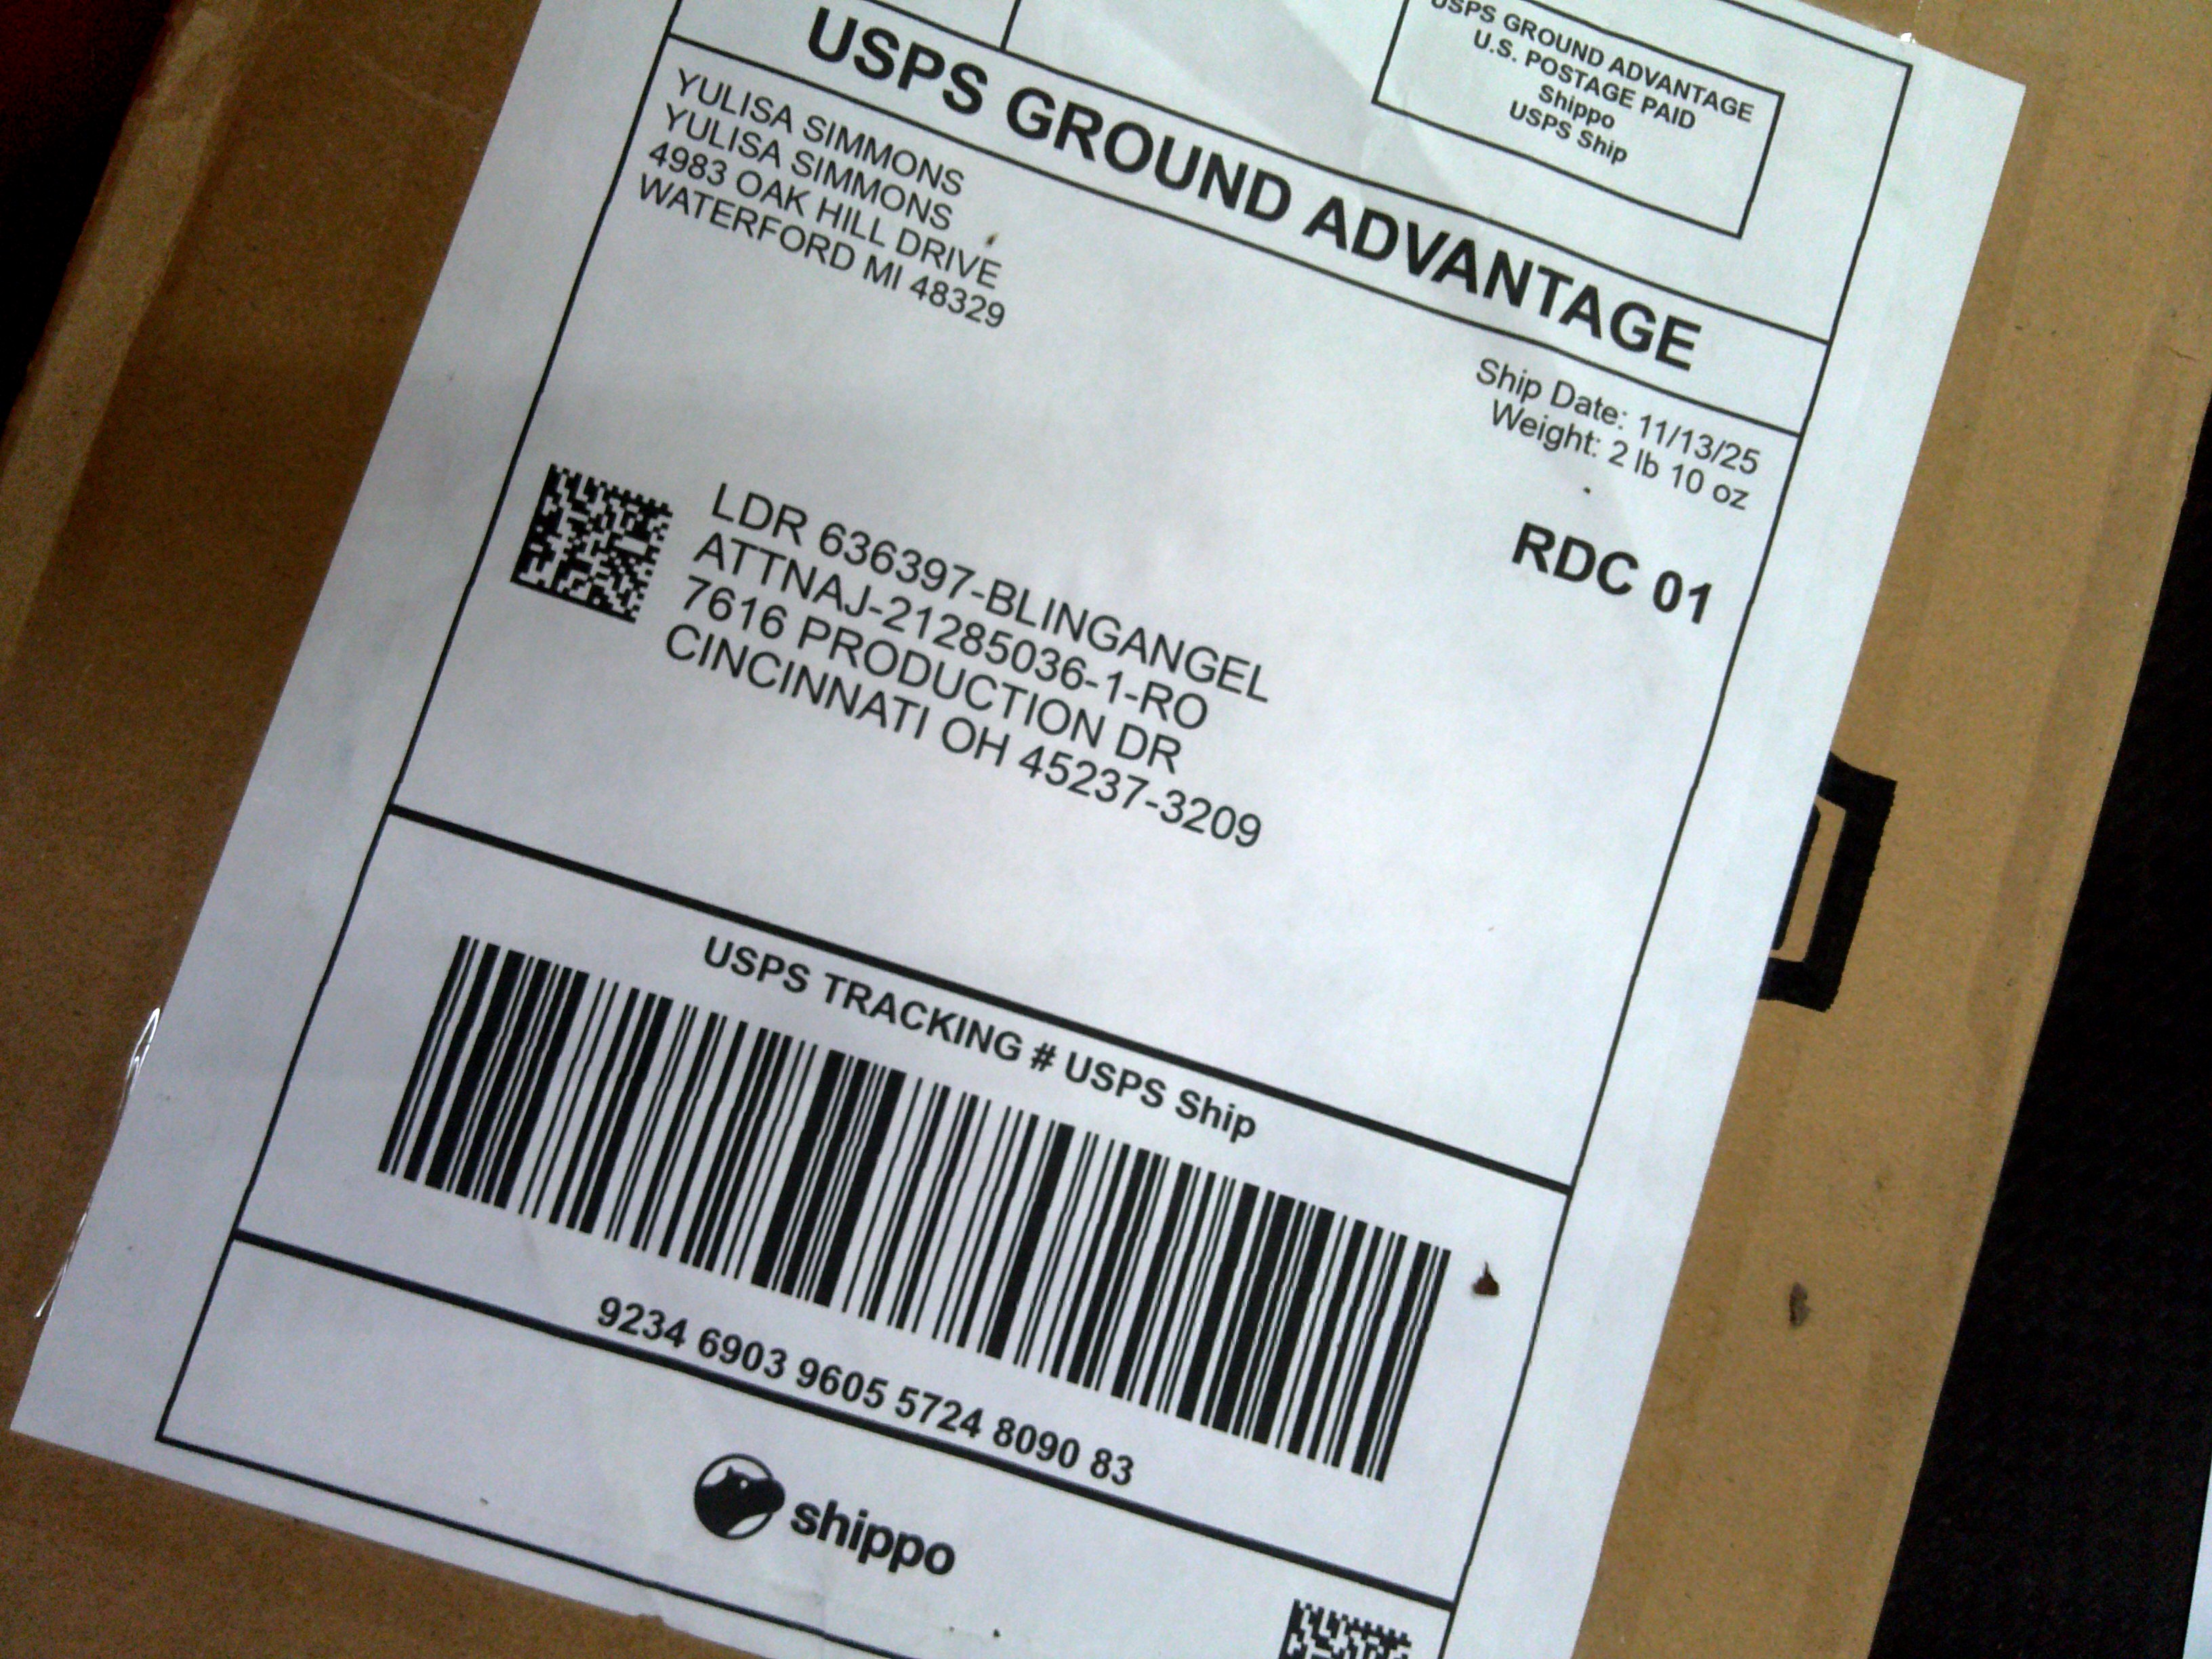 USPS GROUND ADVANTAGE
U.S. POSTAGE PAID
Shippo
USPS Ship
USPS GROUND ADVANTAGE
YULISA SIMMONS
YULISA SIMMONS
4983 OAK HILL DRIVE
WATERFORD MI 48329
Ship Date: 11/13/25
Weight: 2 lb 10 oz
RDC 01
LDR 636397-BLINGANGEL
ATTNAJ-21285036-1-RO
7616 PRODUCTION DR
CINCINNATI OH 45237-3209
USPS TRACKING # USPS Ship
9234 6903 9605 5724 8090 83
shippo